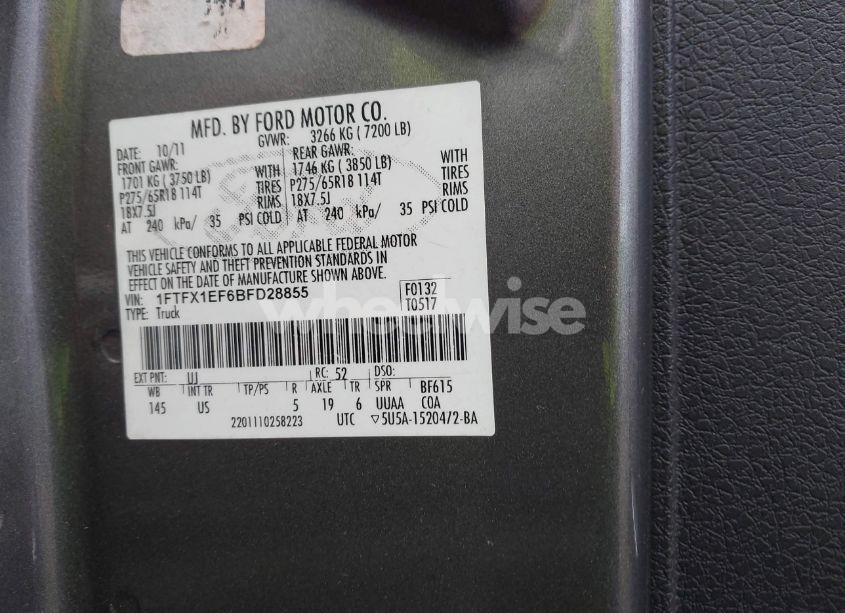 MFD. BY FORD MOTOR CO.
DATE: 10/11 GVWR: 3266 KG ( 7200 LB)
FRONT GAWR: REAR GAWR:
1701 KG ( 3750 LB) WITH 1746 KG ( 3850 LB) WITH
P275/65R18 114T TIRES P275/65R18 114T TIRES
18X7.5J RIMS 18X7.5J RIMS
AT 240 kPa/ 35 PSI COLD AT 240 kPa/ 35 PSI COLD
THIS VEHICLE CONFORMS TO ALL APPLICABLE FEDERAL MOTOR
VEHICLE SAFETY AND THEFT PREVENTION STANDARDS IN
EFFECT ON THE DATE OF MANUFACTURE SHOWN ABOVE.
VIN: 1FTFX1EF6BFD28855 F0132
TYPE: Truck T0517
wheelwise
EXT PNT: UJ RC: 52 DSO:
WB INT TR TP/PS R AXLE TR SPR BF615
145 US 5 19 6 UUAA COA
2201110258223 UTC ▽5U5A-15204/2-BA